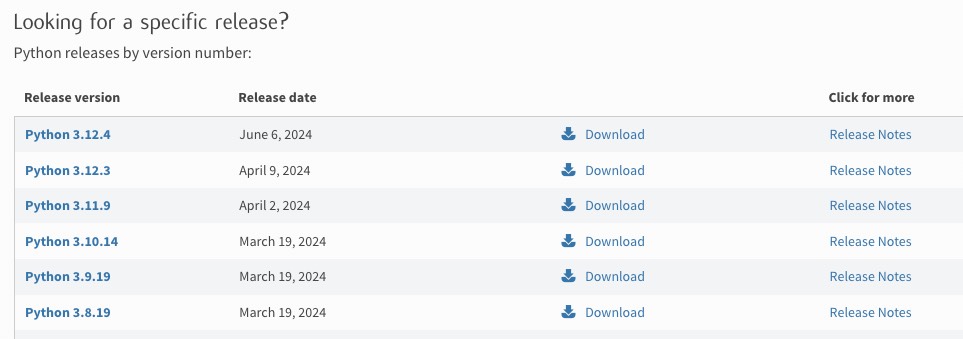 Looking for a specific release?
Python releases by version number:
Release version Release date Click for more
Python 3.12.4 June 6, 2024 Download Release Notes
Python 3.12.3 April 9, 2024 Download Release Notes
Python 3.11.9 April 2, 2024 Download Release Notes
Python 3.10.14 March 19, 2024 Download Release Notes
Python 3.9.19 March 19, 2024 Download Release Notes
Python 3.8.19 March 19, 2024 Download Release Notes